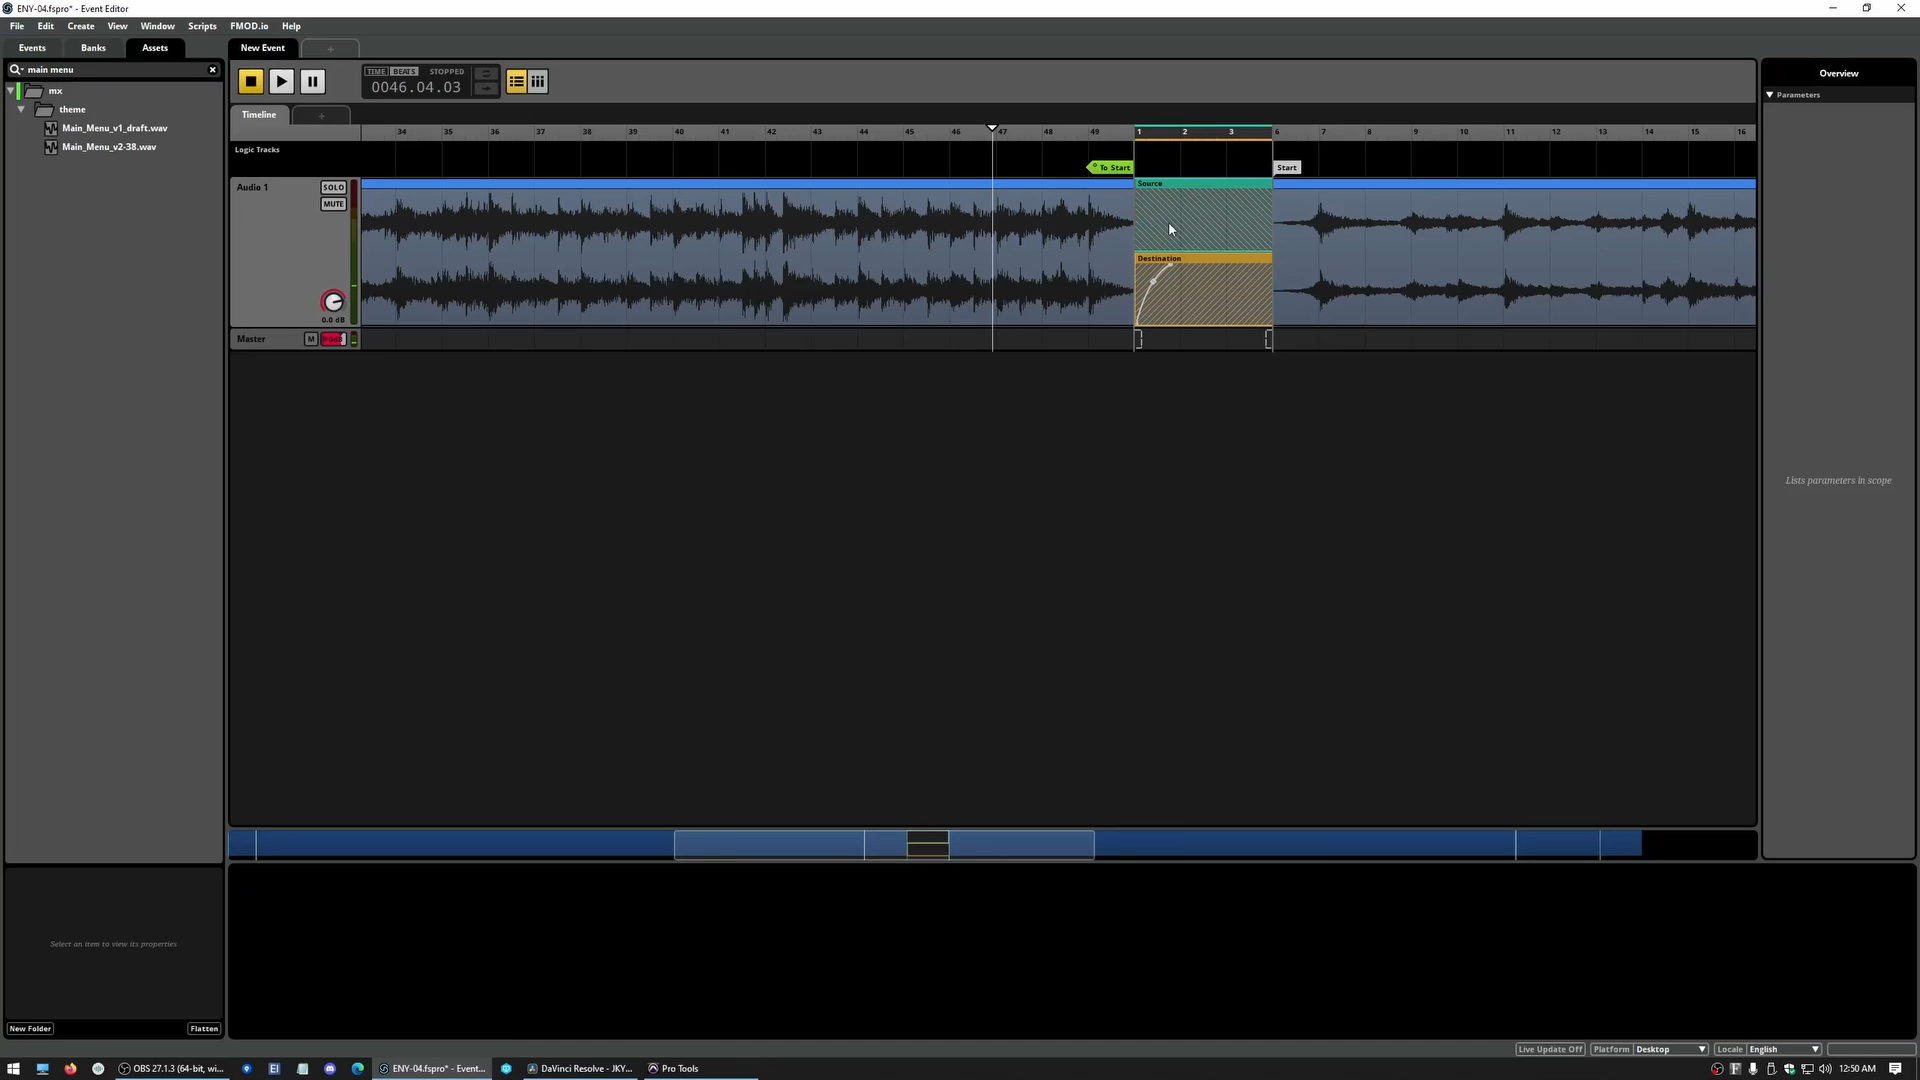 ENY-04.fspro* - Event Editor
File Edit Create View Window Scripts FMOD.io Help
Events Banks Assets New Event +
main menu
mx
theme
Main_Menu_v1_draft.wav
Main_Menu_v2-38.wav
TIME BEATS STOPPED
0046.04.03
Timeline +
34 35 36 37 38 39 40 41 42 43 44 45 46 47 48 49 1 2 3 6 7 8 9 10 11 12 13 14 15 16
Logic Tracks
To Start
Start
Audio 1
SOLO
MUTE
0.0 dB
Source
Destination
Master M
Overview
Parameters
Lists parameters in scope
Select an item to view its properties
New Folder Flatten
Live Update Off Platform Desktop Locale English
OBS 27.1.3 (64-bit, wi... EI ENY-04.fspro* - Event... DaVinci Resolve - JKY... Pro Tools 12:50 AM